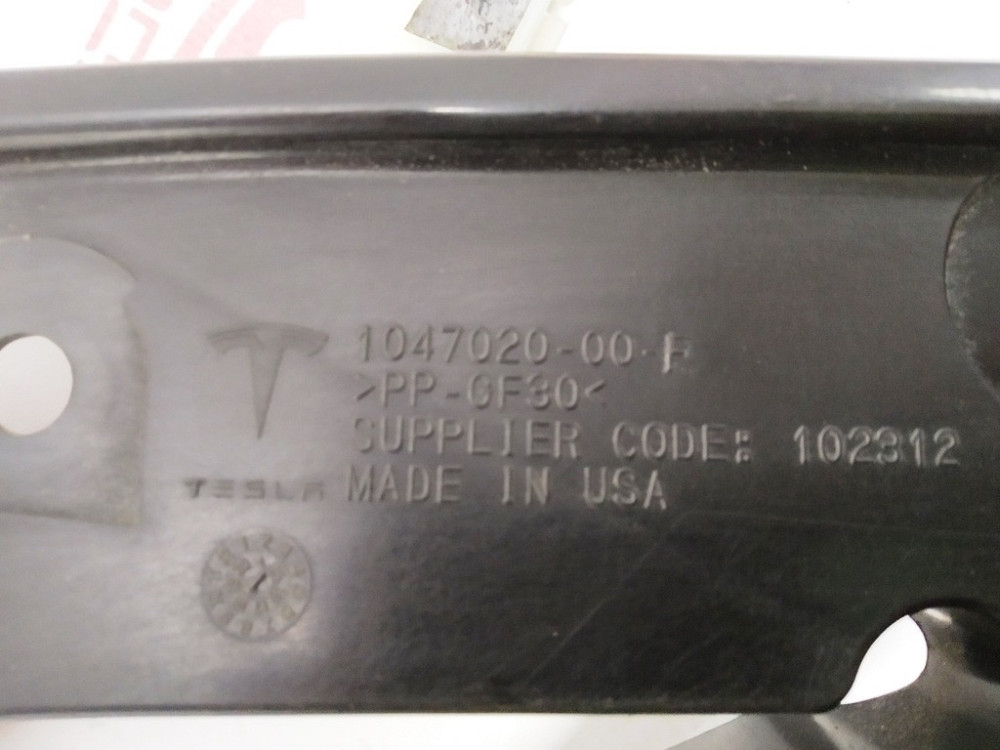 1047020-00-F
>PP-GF30<
SUPPLIER CODE: 102312
TESLA MADE IN USA